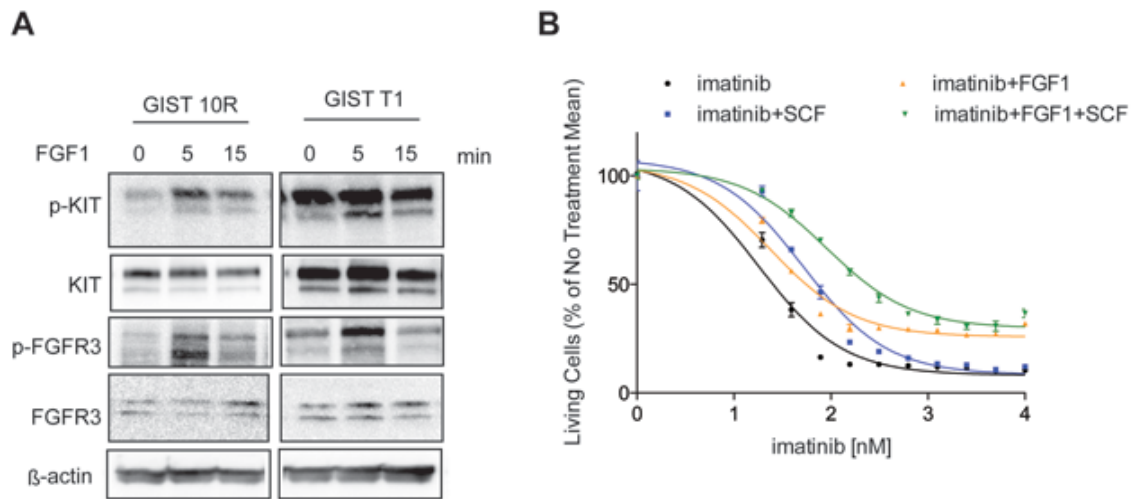 A
GIST 10R GIST T1
FGF1 0 5 15 0 5 15 min
p-KIT
KIT
p-FGFR3
FGFR3
ß-actin
B
imatinib imatinib+FGF1
imatinib+SCF imatinib+FGF1+SCF
Living Cells (% of No Treatment Mean)
100
50
0
0 1 2 3 4
imatinib [nM]